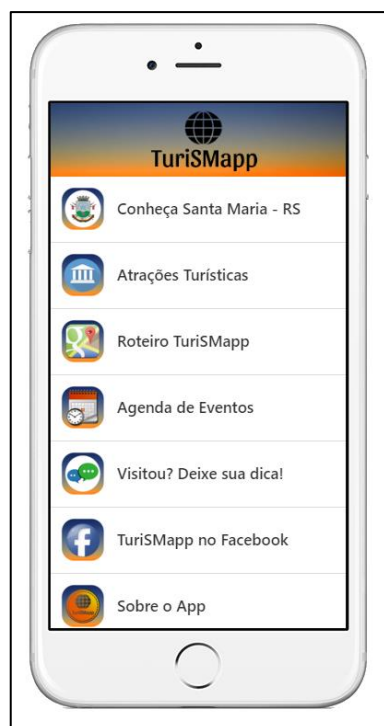 TuriSMapp
Conheça Santa Maria - RS
Atrações Turísticas
Roteiro TuriSMapp
Agenda de Eventos
Visitou? Deixe sua dica!
TuriSMapp no Facebook
Sobre o App